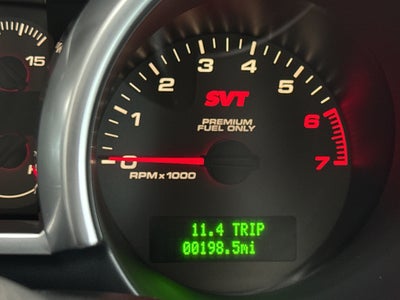 15
H
0
1
2
3
4
5
6
7
SVT
PREMIUM
FUEL ONLY
RPM x 1000
11.4 TRIP
00198.5mi